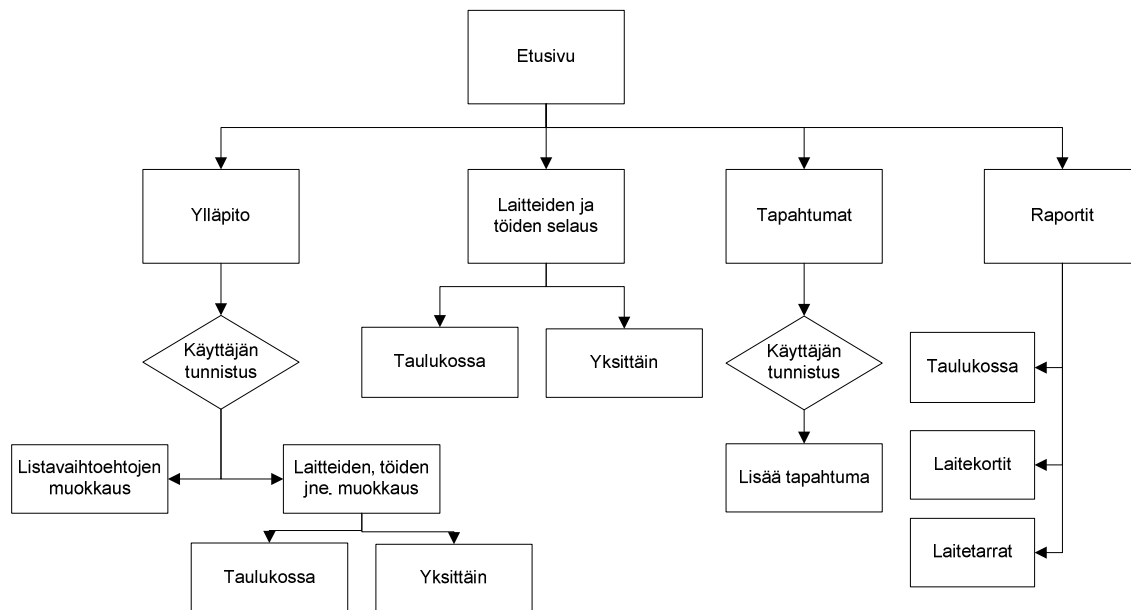 Etusivu
Ylläpito
Laitteiden ja
töiden selaus
Tapahtumat
Raportit
Käyttäjän
tunnistus
Taulukossa
Yksittäin
Käyttäjän
tunnistus
Taulukossa
Listavaihtoehtojen
muokkaus
Laitteiden, töiden
jne. muokkaus
Lisää tapahtuma
Laitekortit
Laitetarrat
Taulukossa
Yksittäin